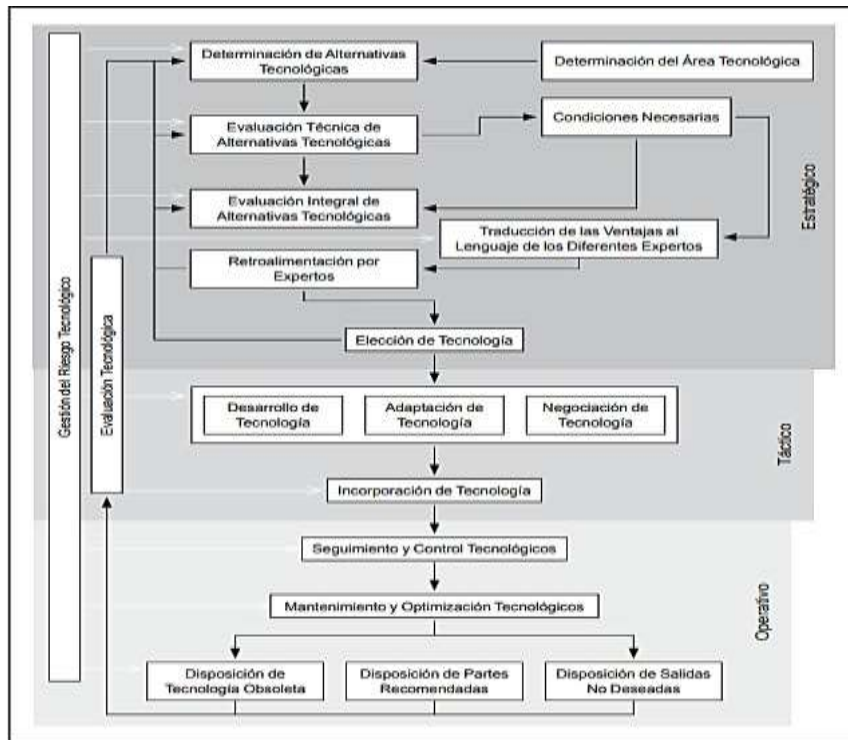 Determinación de Alternativas
Tecnológicas
Determinación del Área Tecnológica
Evaluación Técnica de
Alternativas Tecnológicas
Condiciones Necesarias
Evaluación Integral de
Alternativas Tecnológicas
Traducción de las Ventajas al
Lenguaje de los Diferentes Expertos
Retroalimentación por
Expertos
Elección de Tecnología
Estratégico
Gestión del Riesgo Tecnológico
Evaluación Tecnológica
Desarrollo de
Tecnología
Adaptación de
Tecnología
Negociación de
Tecnología
Incorporación de Tecnología
Táctico
Seguimiento y Control Tecnológicos
Mantenimiento y Optimización Tecnológicos
Disposición de
Tecnología Obsoleta
Disposición de Partes
Recomendadas
Disposición de Salidas
No Deseadas
Operativo